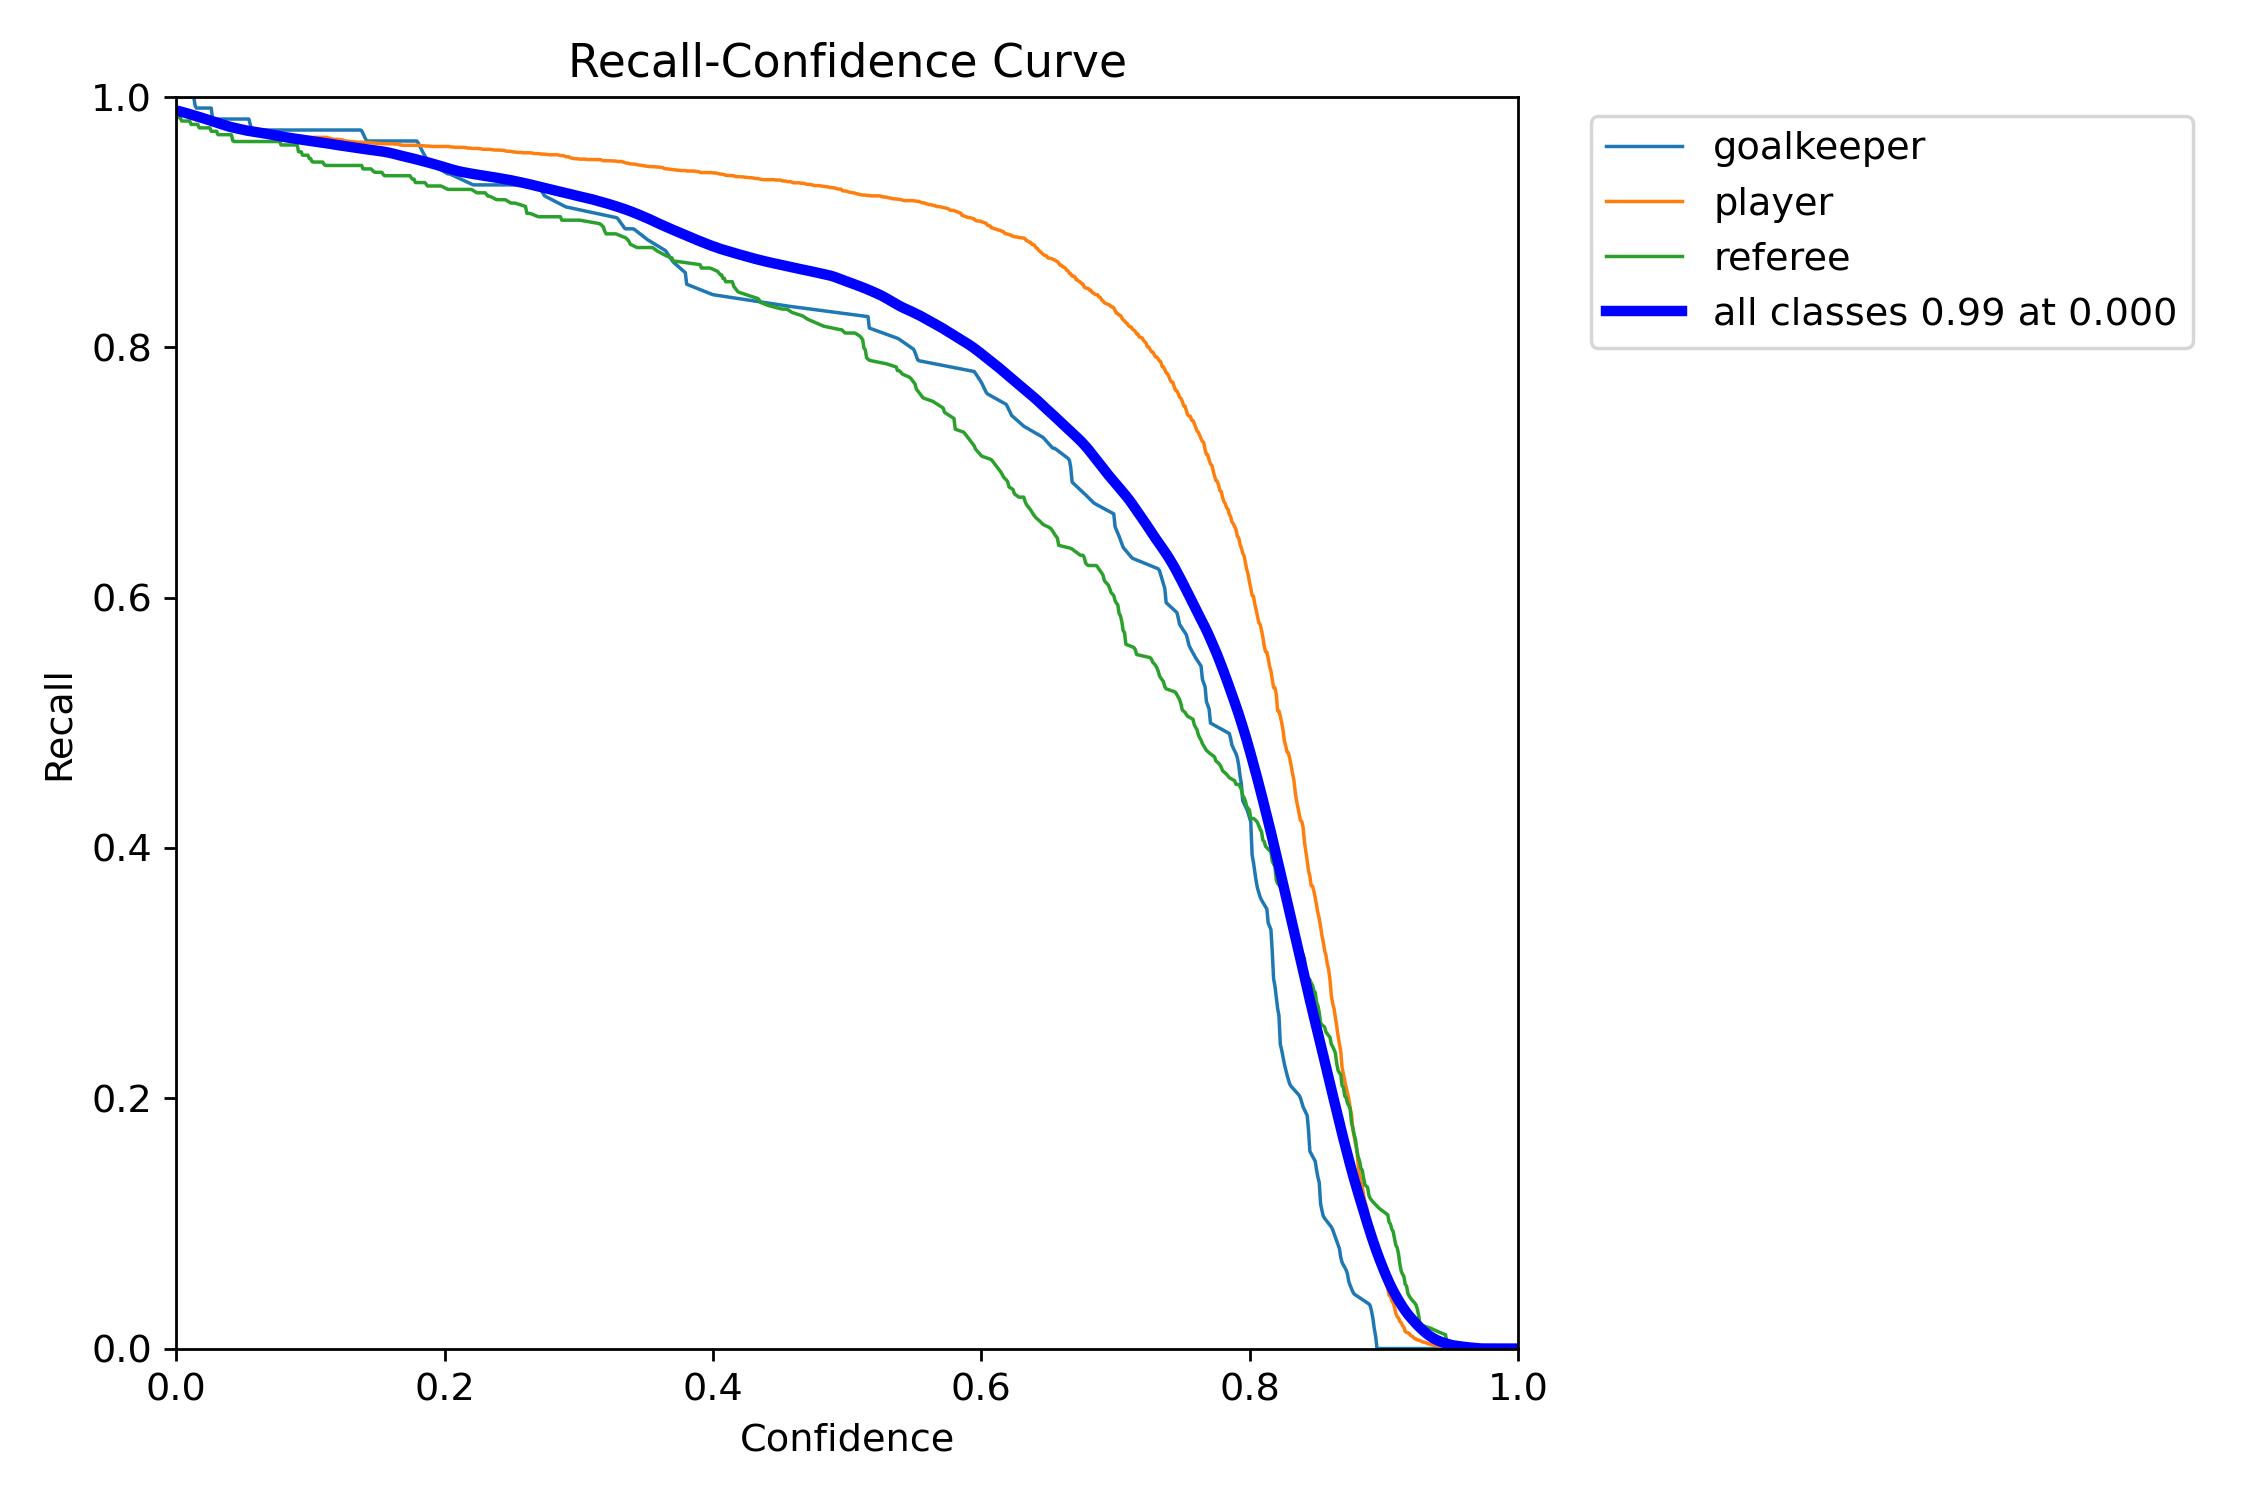 Recall-Confidence Curve
goalkeeper
player
referee
all classes 0.99 at 0.000
1.0
0.8
0.6
0.4
0.2
0.0
Recall
0.0 0.2 0.4 0.6 0.8 1.0
Confidence